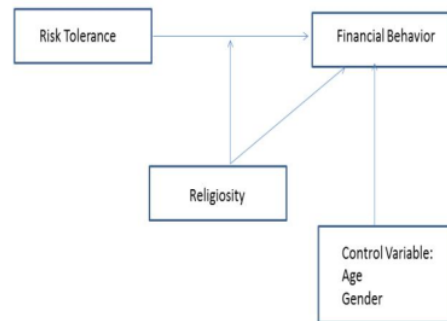 Risk Tolerance
Financial Behavior
Religiosity
Control Variable:
Age
Gender